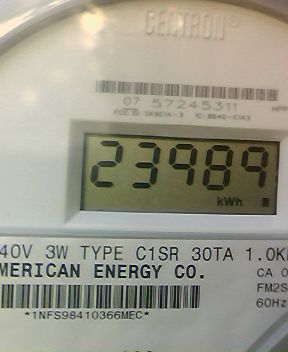 CENTRON®
07 57245311
23989
kWh
40V 3W TYPE C1SR 30TA 1.0K
MERICAN ENERGY CO.
CA 0
FM2S
60Hz
*1NFS98410366MEC*